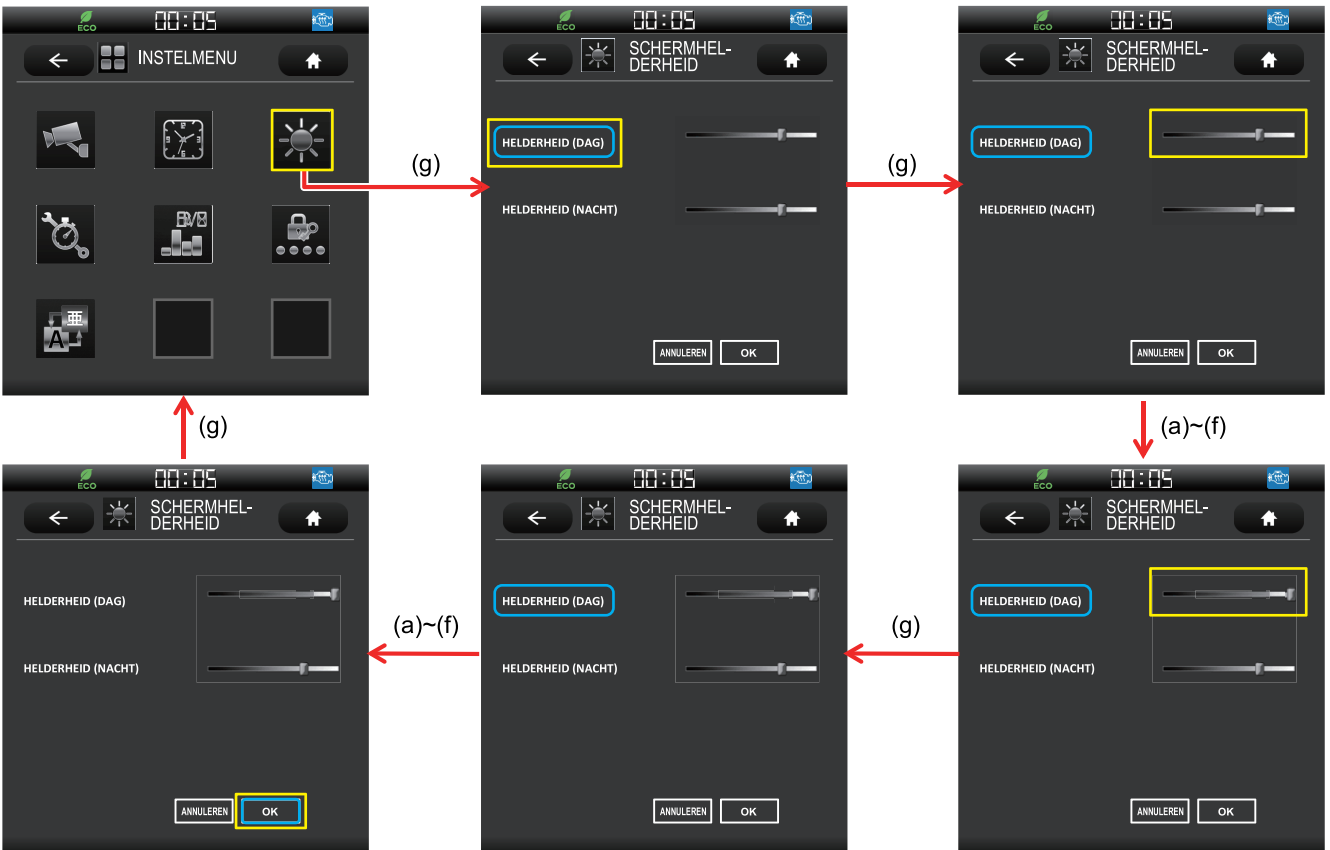 ECO 00:05
INSTELMENU
E/
A 亜
(g)
ECO 00:05
SCHERMHEL-
DERHEID
HELDERHEID (DAG)
HELDERHEID (NACHT)
ANNULEREN OK
(g)
ECO 00:05
SCHERMHEL-
DERHEID
HELDERHEID (DAG)
HELDERHEID (NACHT)
ANNULEREN OK
(a)~(f)
ECO 00:05
SCHERMHEL-
DERHEID
HELDERHEID (DAG)
HELDERHEID (NACHT)
ANNULEREN OK
(g)
ECO 00:05
SCHERMHEL-
DERHEID
HELDERHEID (DAG)
HELDERHEID (NACHT)
ANNULEREN OK
(a)~(f)
ECO 00:05
SCHERMHEL-
DERHEID
HELDERHEID (DAG)
HELDERHEID (NACHT)
ANNULEREN OK
(g)